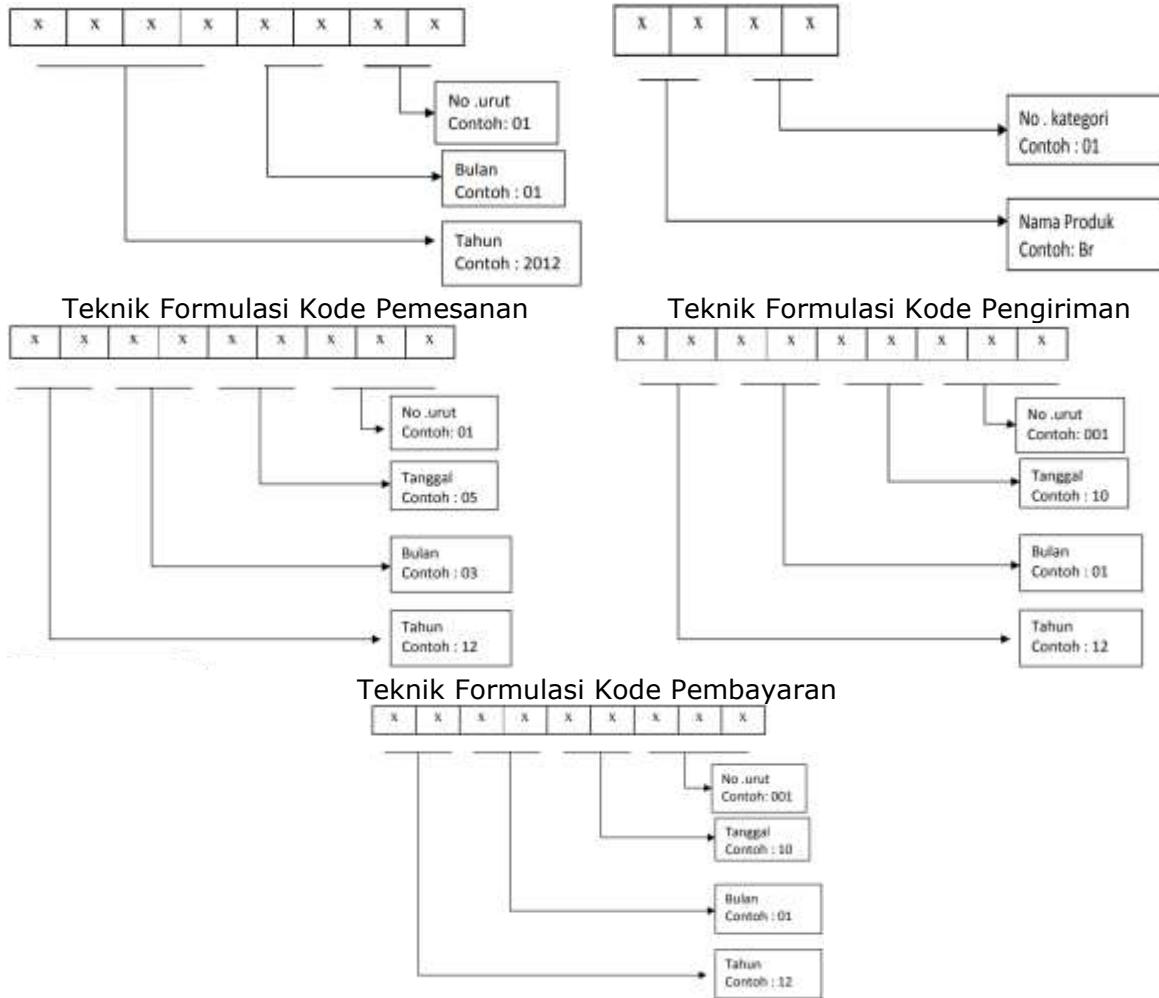 x x x x x x x x
No .urut
Contoh: 01
Bulan
Contoh : 01
Tahun
Contoh : 2012
x x x x
No . kategori
Contoh : 01
Nama Produk
Contoh: Br
Teknik Formulasi Kode Pemesanan
x x x x x x x x x
No .urut
Contoh: 01
Tanggal
Contoh : 05
Bulan
Contoh : 03
Tahun
Contoh : 12
Teknik Formulasi Kode Pengiriman
x x x x x x x x x
No .urut
Contoh: 001
Tanggal
Contoh : 10
Bulan
Contoh : 01
Tahun
Contoh : 12
Teknik Formulasi Kode Pembayaran
x x x x x x x x x
No .urut
Contoh: 001
Tanggal
Contoh : 10
Bulan
Contoh : 01
Tahun
Contoh : 12